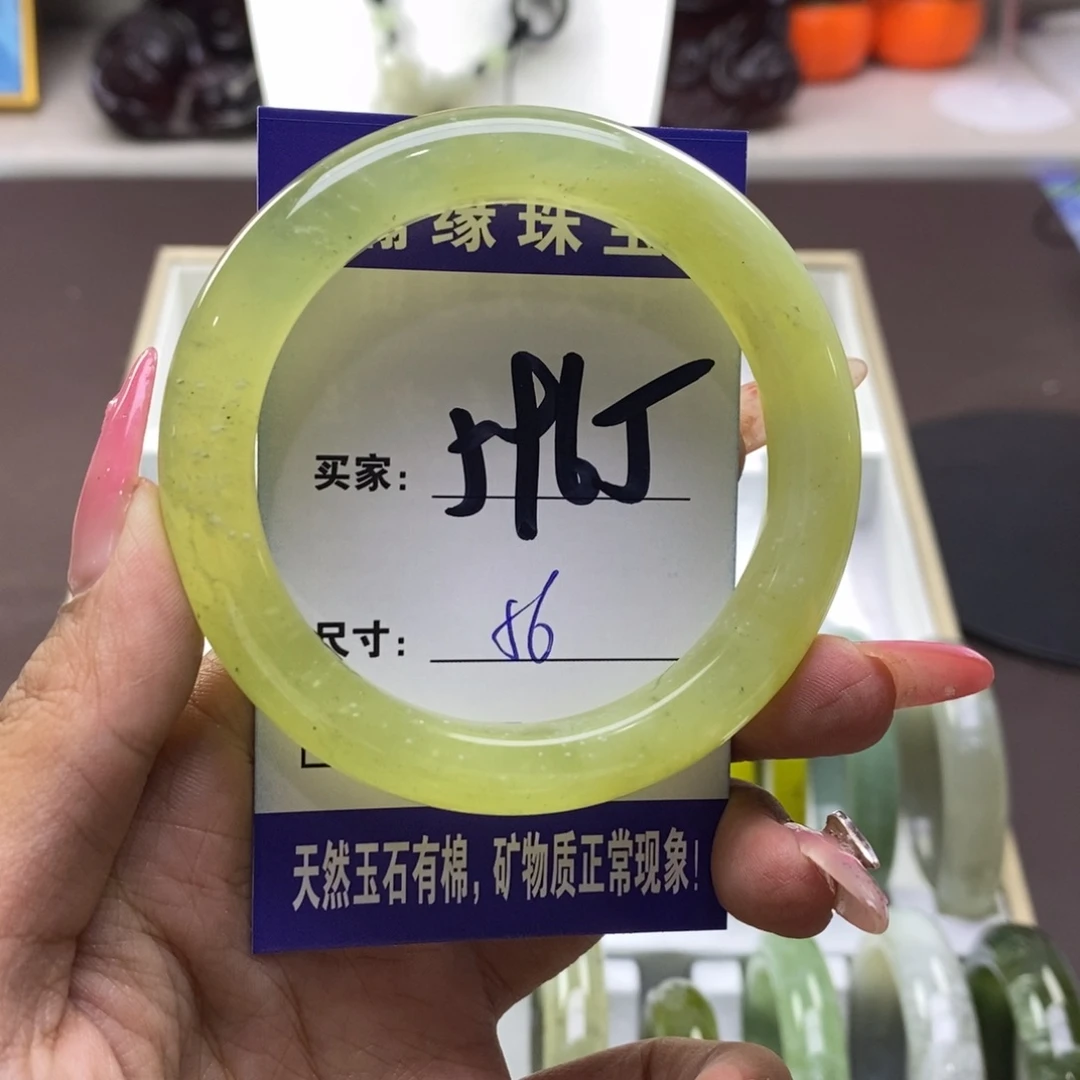 缘珠
买家：
尺寸： 56
天然玉石有棉，矿物质正常现象！